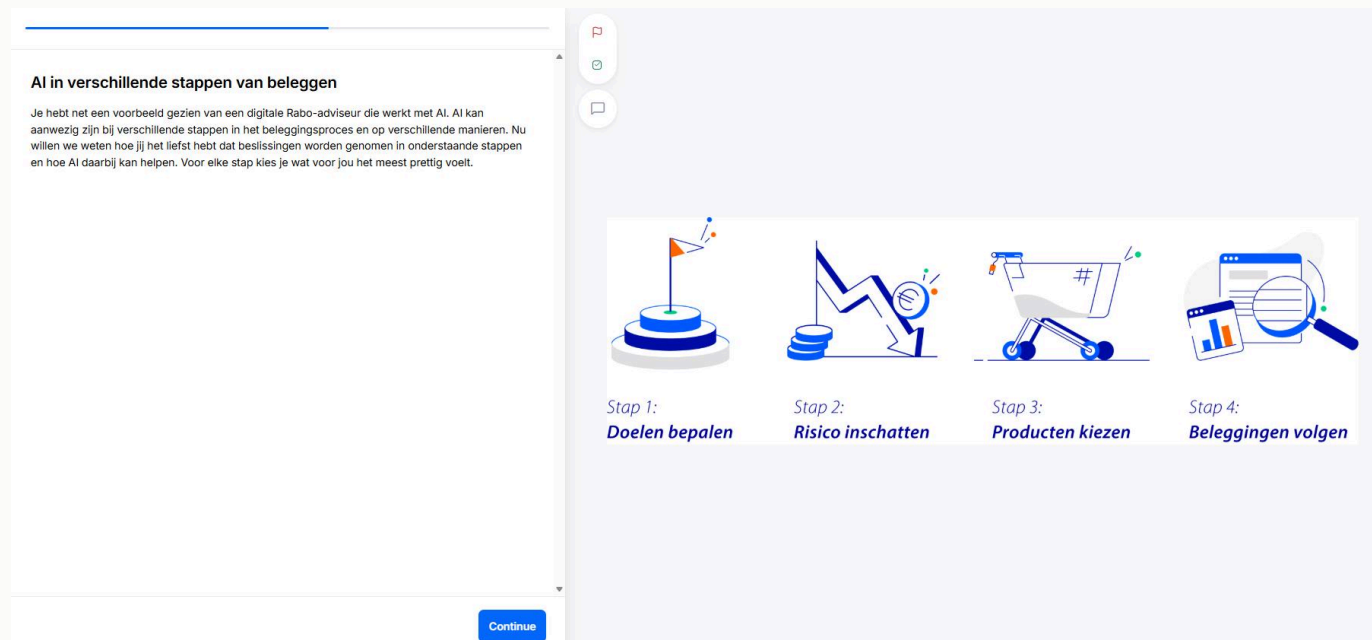 AI in verschillende stappen van beleggen
Je hebt net een voorbeeld gezien van een digitale Rabo-adviseur die werkt met AI. AI kan
aanwezig zijn bij verschillende stappen in het beleggingsproces en op verschillende manieren. Nu
willen we weten hoe jij het liefst hebt dat beslissingen worden genomen in onderstaande stappen
en hoe AI daarbij kan helpen. Voor elke stap kies je wat voor jou het meest prettig voelt.
Continue
#
€
Stap 1:
Doelen bepalen
Stap 2:
Risico inschatten
Stap 3:
Producten kiezen
Stap 4:
Beleggingen volgen